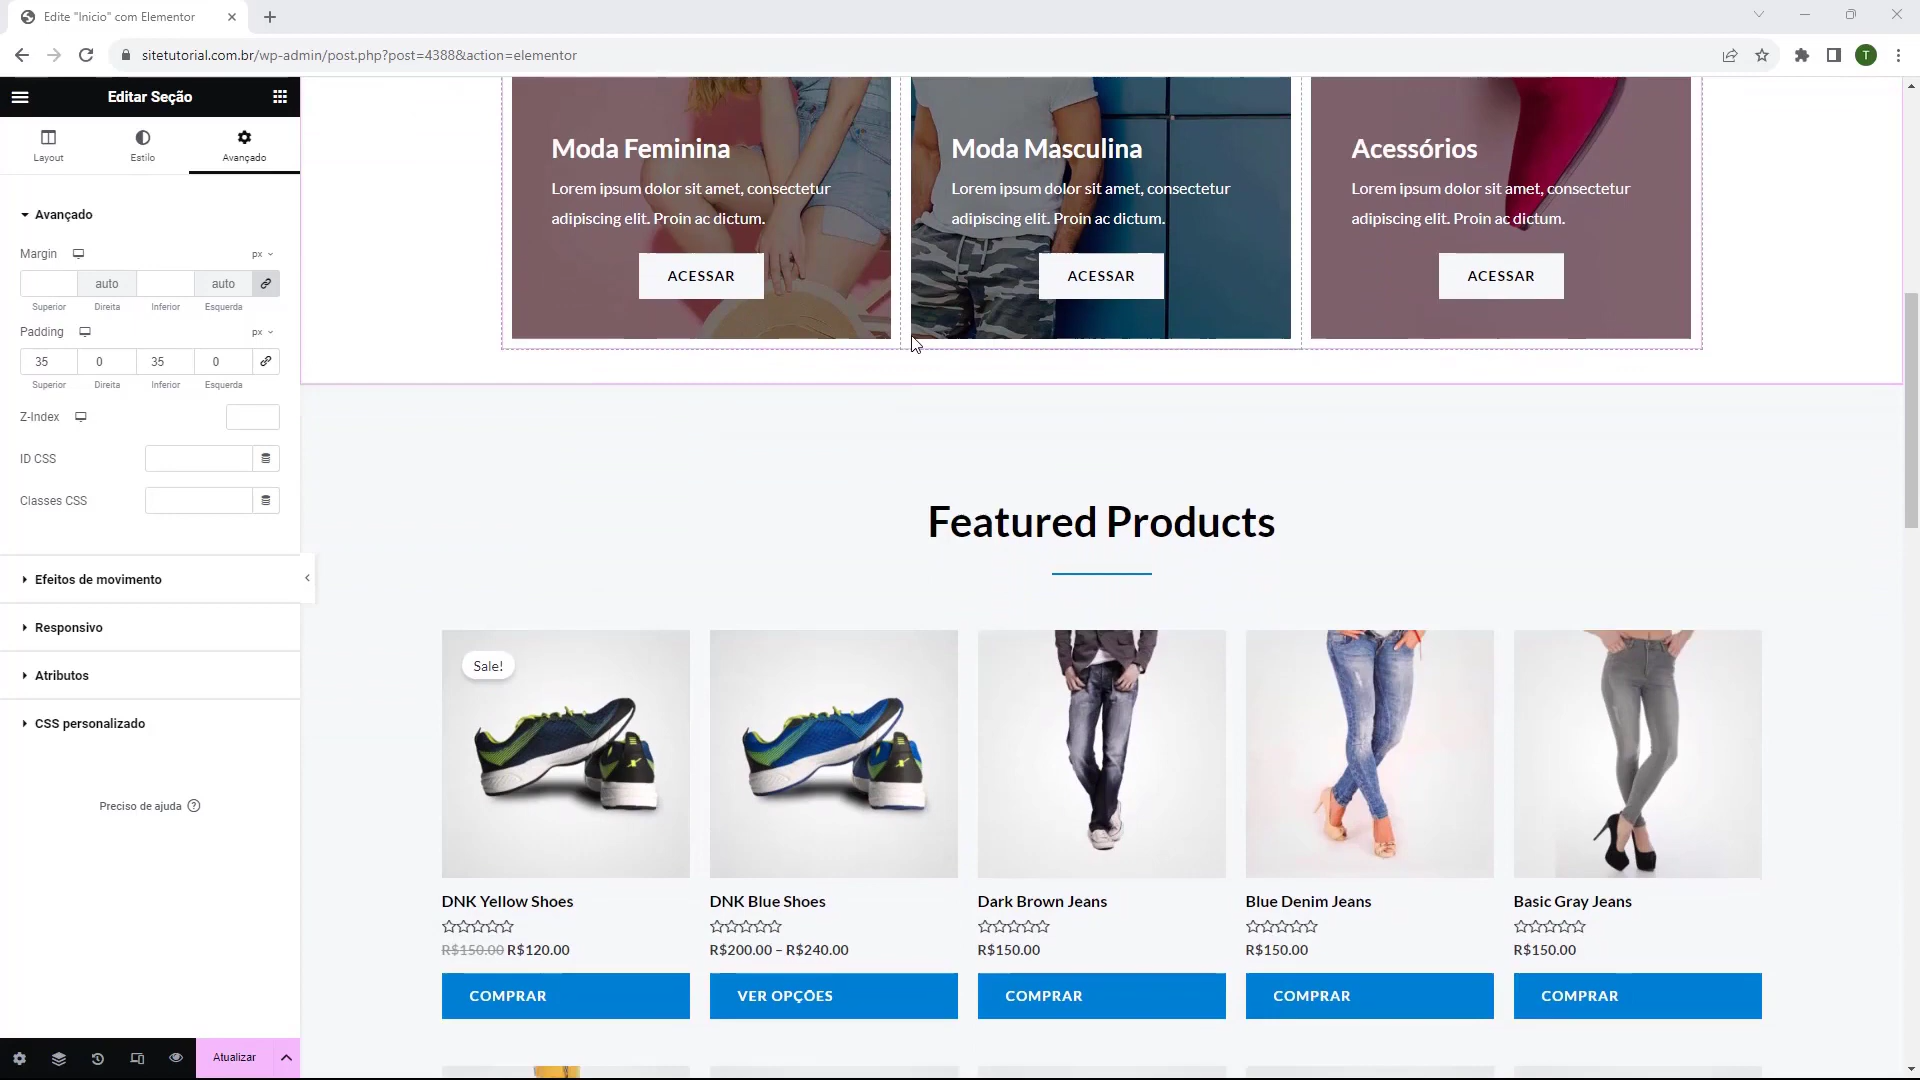 Edite "Inicio" com Elementor
sitetutorial.com.br/wp-admin/post.php?post=4388&action=elementor
T
Editar Seção
Layout
Estilo
Avançado
Avançado
Margin
px
auto
auto
Superior
Direita
Inferior
Esquerda
Padding
px
35
0
35
0
Superior
Direita
Inferior
Esquerda
Z-Index
ID CSS
Classes CSS
Efeitos de movimento
Responsivo
Atributos
CSS personalizado
Preciso de ajuda
Atualizar
Moda Feminina
Lorem ipsum dolor sit amet, consectetur
adipiscing elit. Proin ac dictum.
ACESSAR
Moda Masculina
Lorem ipsum dolor sit amet, consectetur
adipiscing elit. Proin ac dictum.
ACESSAR
Acessórios
Lorem ipsum dolor sit amet, consectetur
adipiscing elit. Proin ac dictum.
ACESSAR
Featured Products
Sale!
DNK Yellow Shoes
R$150.00 R$120.00
COMPRAR
DNK Blue Shoes
R$200.00 – R$240.00
VER OPÇÕES
Dark Brown Jeans
R$150.00
COMPRAR
Blue Denim Jeans
R$150.00
COMPRAR
Basic Gray Jeans
R$150.00
COMPRAR